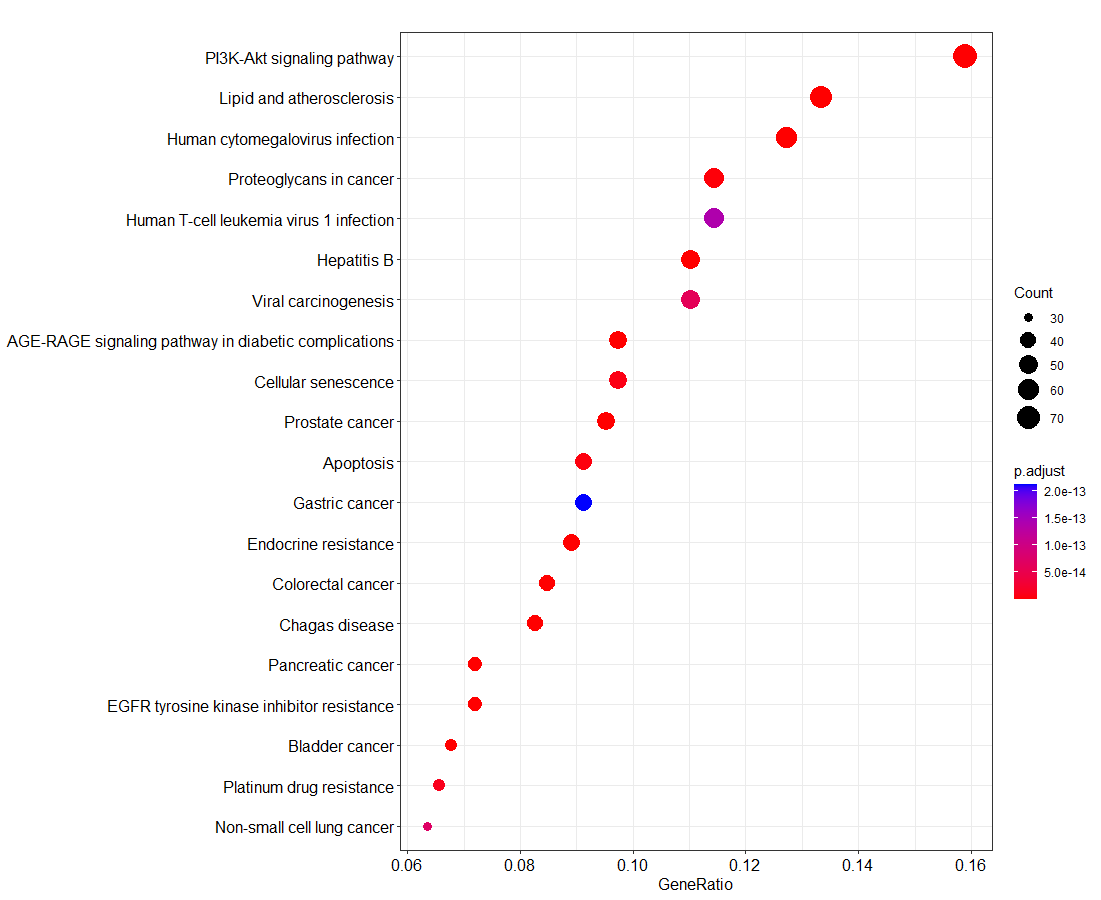 PI3K-Akt signaling pathway
Lipid and atherosclerosis
Human cytomegalovirus infection
Proteoglycans in cancer
Human T-cell leukemia virus 1 infection
Hepatitis B
Viral carcinogenesis
AGE-RAGE signaling pathway in diabetic complications
Cellular senescence
Prostate cancer
Apoptosis
Gastric cancer
Endocrine resistance
Colorectal cancer
Chagas disease
Pancreatic cancer
EGFR tyrosine kinase inhibitor resistance
Bladder cancer
Platinum drug resistance
Non-small cell lung cancer
0.06 0.08 0.10 0.12 0.14 0.16
GeneRatio
Count
30
40
50
60
70
p.adjust
2.0e-13
1.5e-13
1.0e-13
5.0e-14